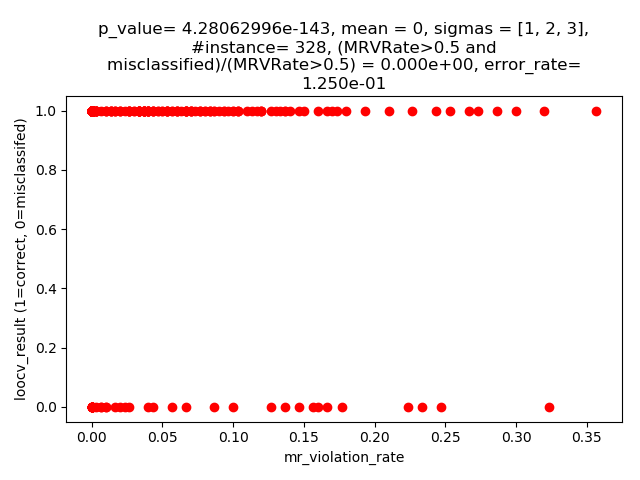 p_value= 4.28062996e-143, mean = 0, sigmas = [1, 2, 3],
#instance= 328, (MRVRate>0.5 and
misclassified)/(MRVRate>0.5) = 0.000e+00, error_rate=
1.250e-01
1.0
0.8
0.6
0.4
0.2
0.0
loocv_result (1=correct, 0=misclassifed)
0.00 0.05 0.10 0.15 0.20 0.25 0.30 0.35
mr_violation_rate